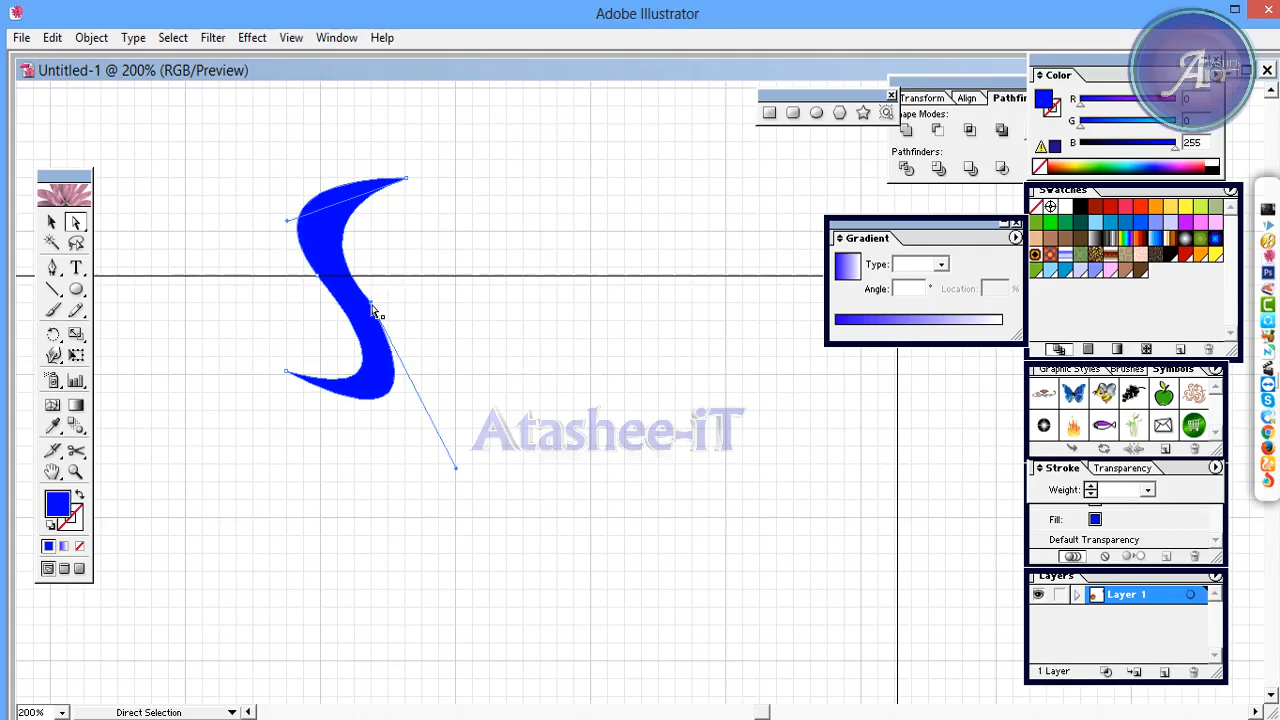 Adobe Illustrator
File Edit Object Type Select Filter Effect View Window Help
Untitled-1 @ 200% (RGB/Preview)
Transform Align Pathfin
hape Modes:
Pathfinders:
Color
R 0
G 0
B 255
Swatches
Gradient
Type:
Angle: ° Location: %
Graphic Styles Brushes Symbols
Atashee-iT
Stroke Transparency
Weight:
Fill:
Default Transparency
Layers
Layer 1
1 Layer
200% Direct Selection